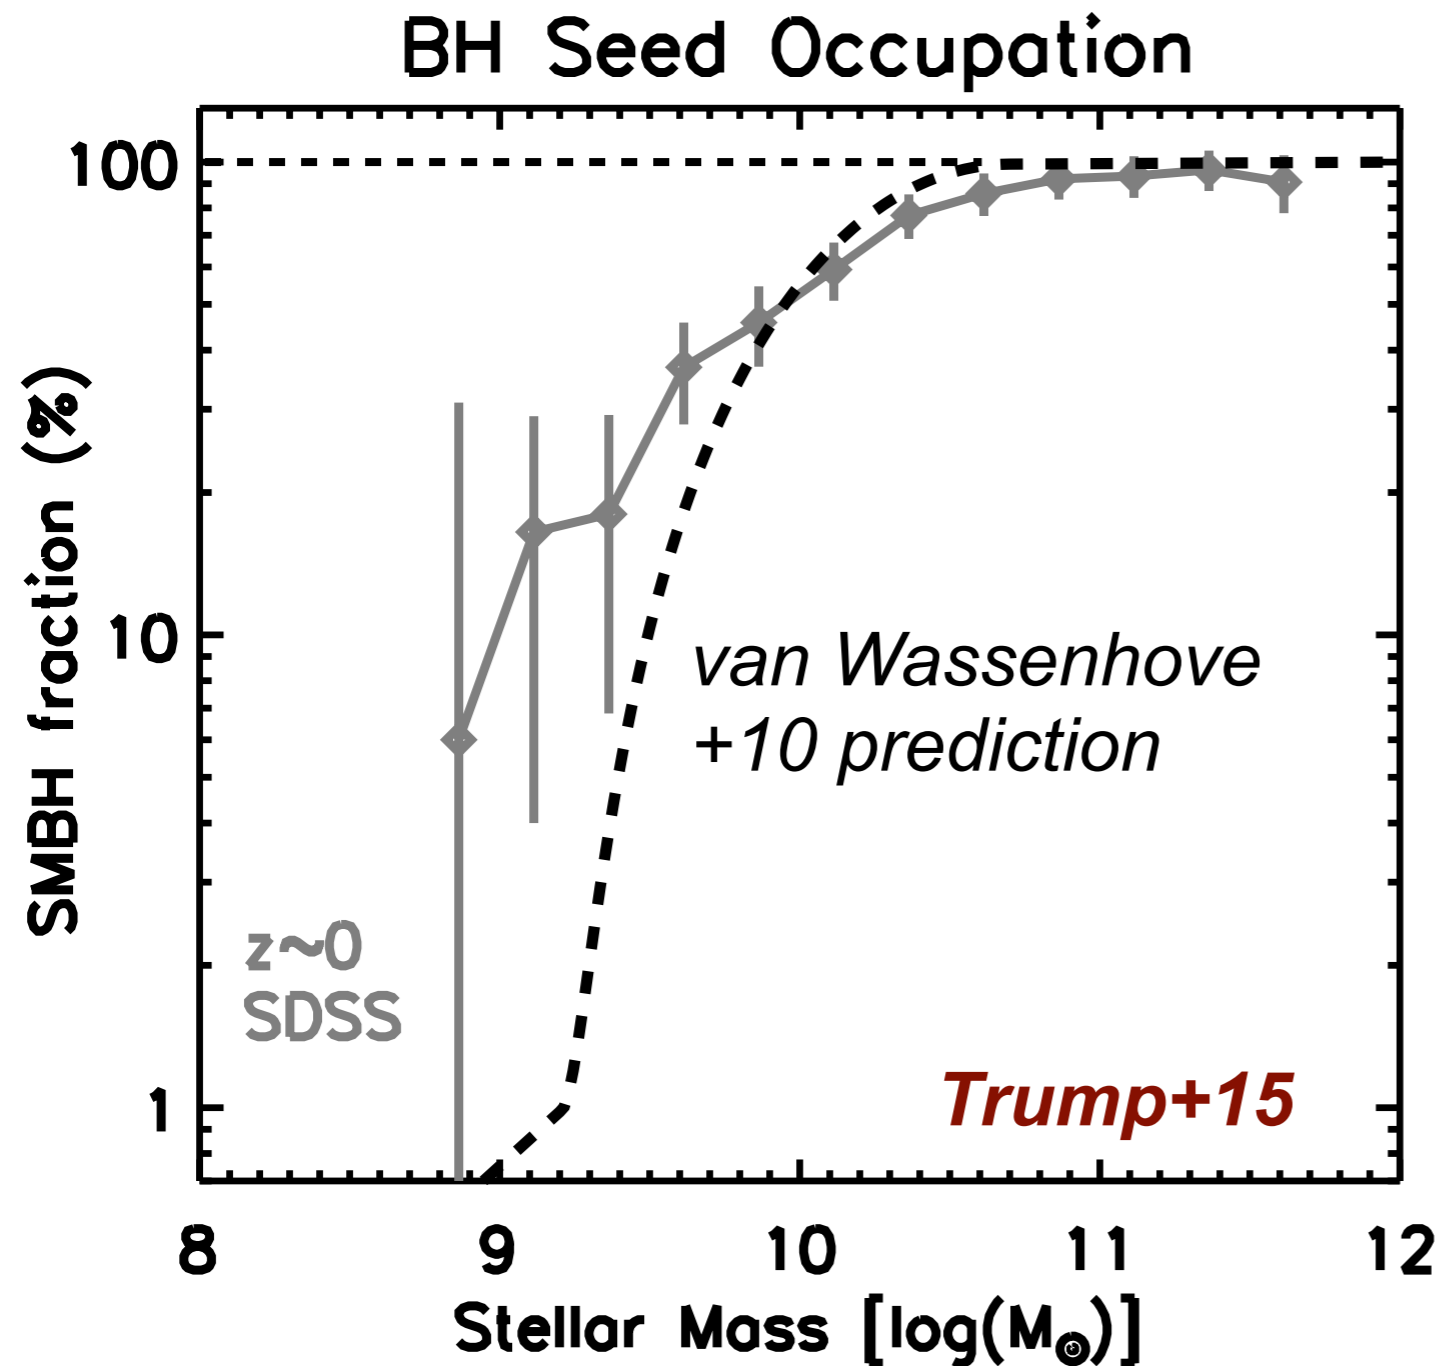 BH Seed Occupation
100
10
1
SMBH fraction (%)
van Wassenhove
+10 prediction
z~0
SDSS
Trump+15
8 9 10 11 12
Stellar Mass [log(M⊙)]